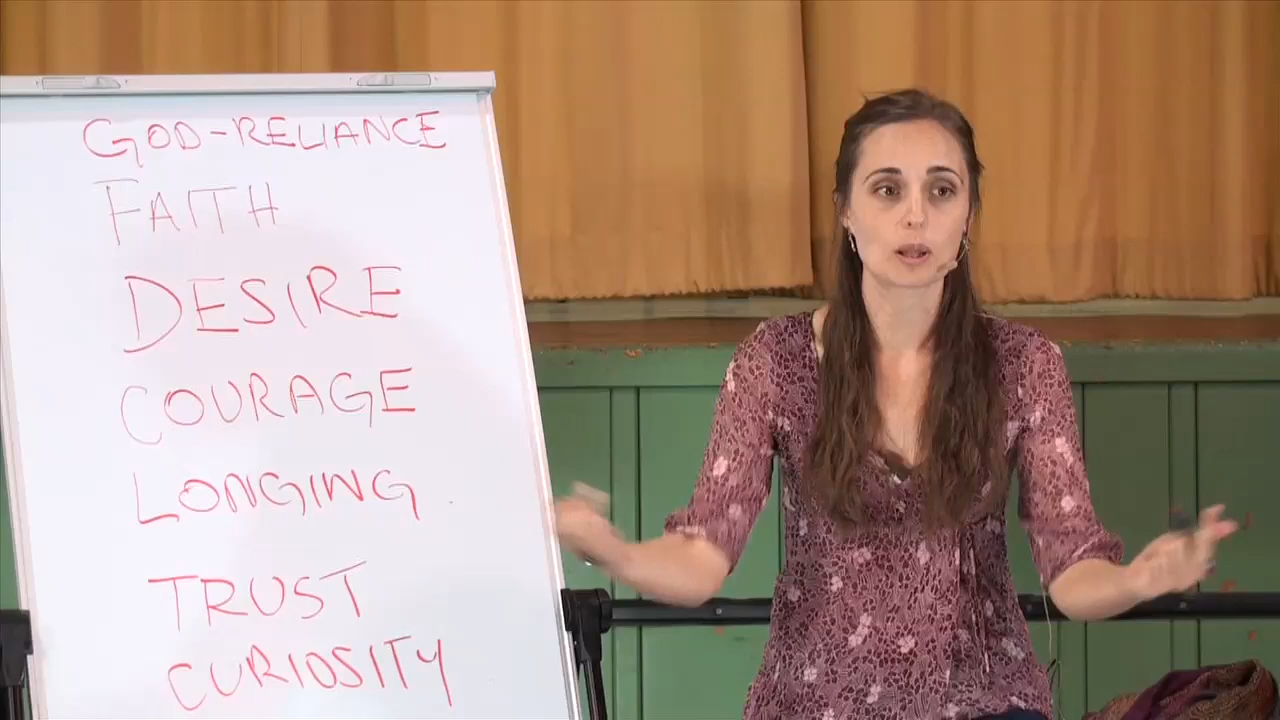 GOD-RELIANCE
FAITH
DESIRE
COURAGE
LONGING
TRUST
CURIOSITY